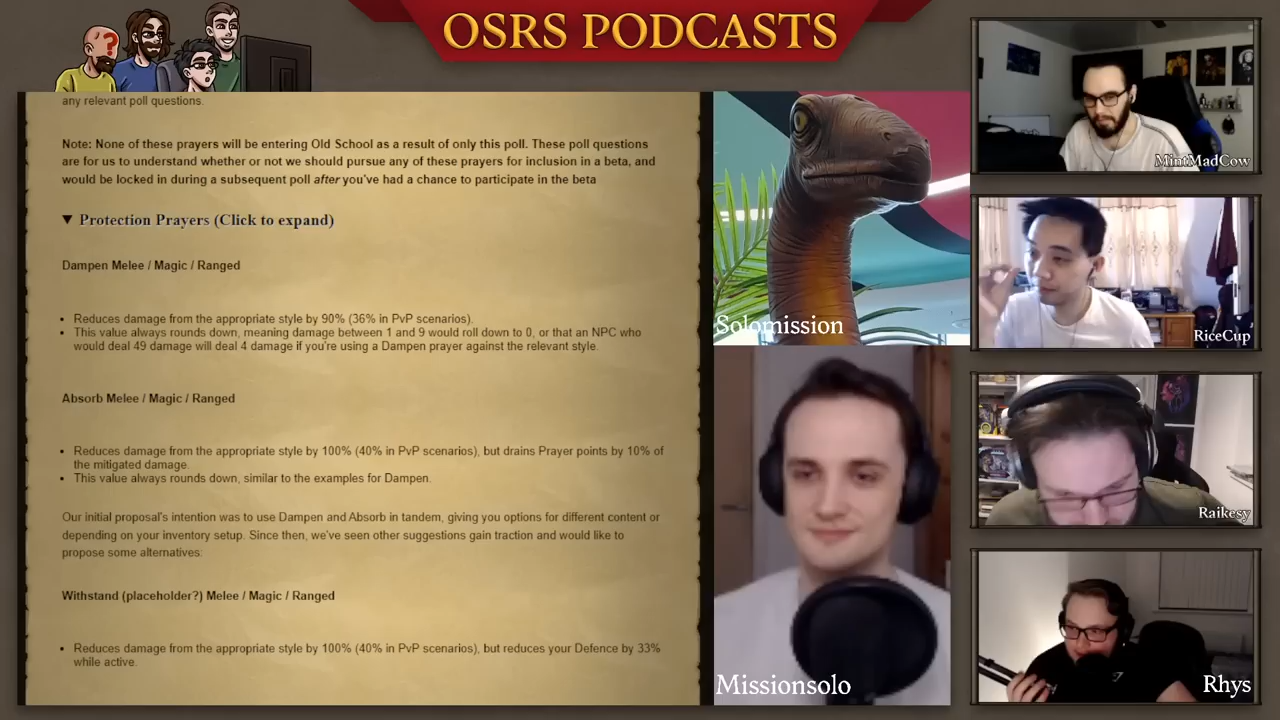 OSRS PODCASTS
any relevant poll questions.
Note: None of these prayers will be entering Old School as a result of only this poll. These poll questions
are for us to understand whether or not we should pursue any of these prayers for inclusion in a beta, and
would be locked in during a subsequent poll after you've had a chance to participate in the beta
▼ Protection Prayers (Click to expand)
Dampen Melee / Magic / Ranged
• Reduces damage from the appropriate style by 90% (36% in PvP scenarios).
• This value always rounds down, meaning damage between 1 and 9 would roll down to 0, or that an NPC who
would deal 49 damage will deal 4 damage if you're using a Dampen prayer against the relevant style.
Absorb Melee / Magic / Ranged
• Reduces damage from the appropriate style by 100% (40% in PvP scenarios), but drains Prayer points by 10% of
the mitigated damage.
• This value always rounds down, similar to the examples for Dampen.
Our initial proposal's intention was to use Dampen and Absorb in tandem, giving you options for different content or
depending on your inventory setup. Since then, we've seen other suggestions gain traction and would like to
propose some alternatives:
Withstand (placeholder?) Melee / Magic / Ranged
• Reduces damage from the appropriate style by 100% (40% in PvP scenarios), but reduces your Defence by 33%
while active.
Solomission
Missionsolo
MintMadCow
RiceCup
Raikesy
Rhys